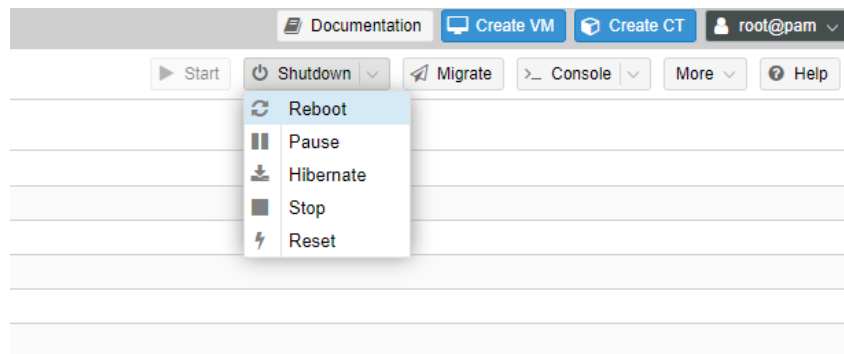 Documentation Create VM Create CT root@pam
Start Shutdown Migrate >_ Console More Help
Reboot
Pause
Hibernate
Stop
Reset